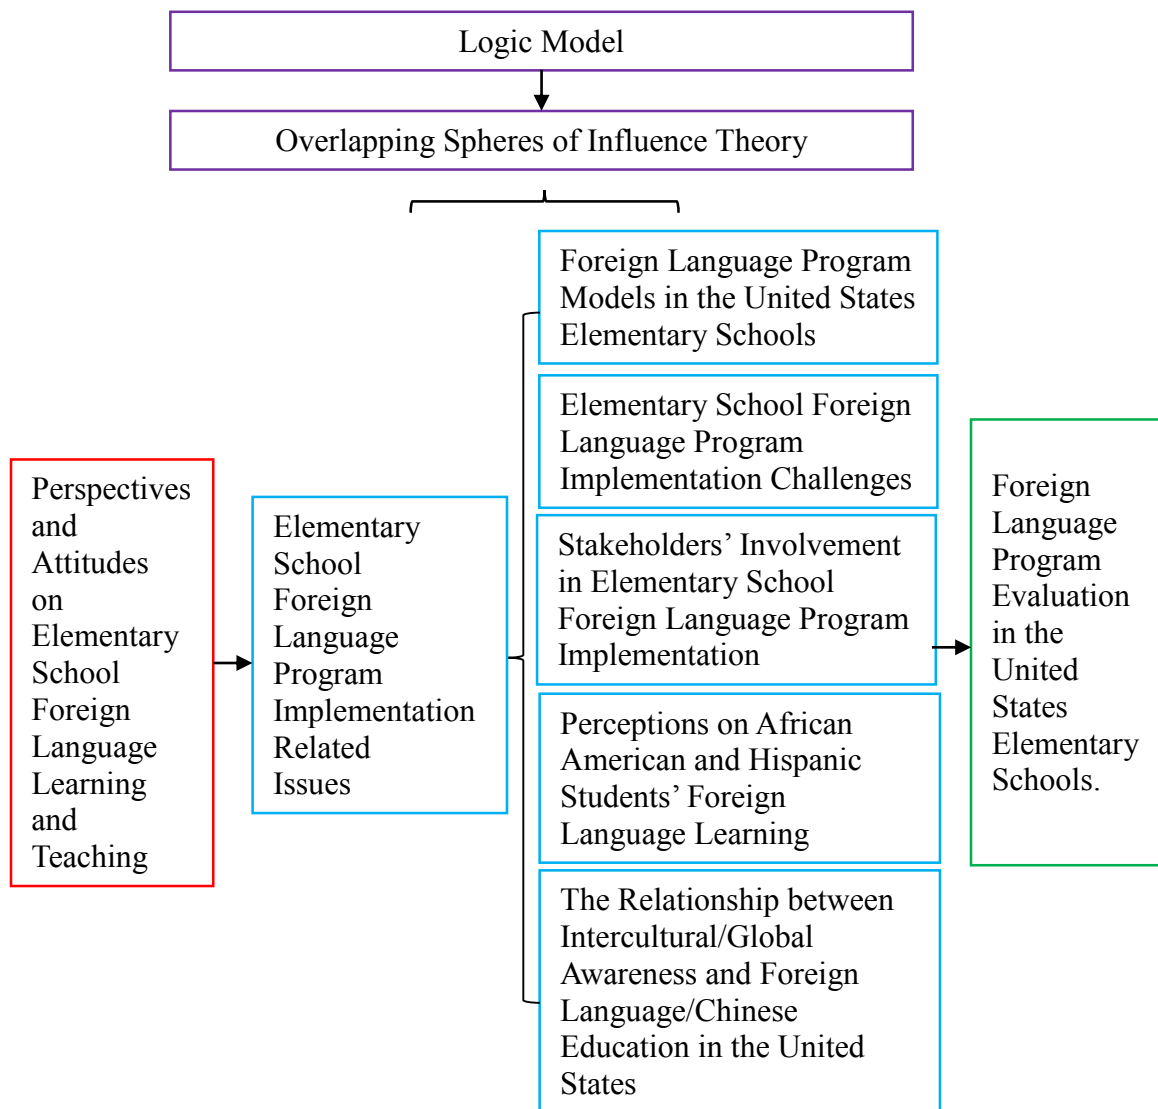 Logic Model
Overlapping Spheres of Influence Theory
Perspectives
and
Attitudes
on
Elementary
School
Foreign
Language
Learning
and
Teaching
Elementary
School
Foreign
Language
Program
Implementation
Related
Issues
Foreign Language Program
Models in the United States
Elementary Schools
Elementary School Foreign
Language Program
Implementation Challenges
Stakeholders’ Involvement
in Elementary School
Foreign Language Program
Implementation
Perceptions on African
American and Hispanic
Students’ Foreign
Language Learning
The Relationship between
Intercultural/Global
Awareness and Foreign
Language/Chinese
Education in the United
States
Foreign
Language
Program
Evaluation
in the
United
States
Elementary
Schools.